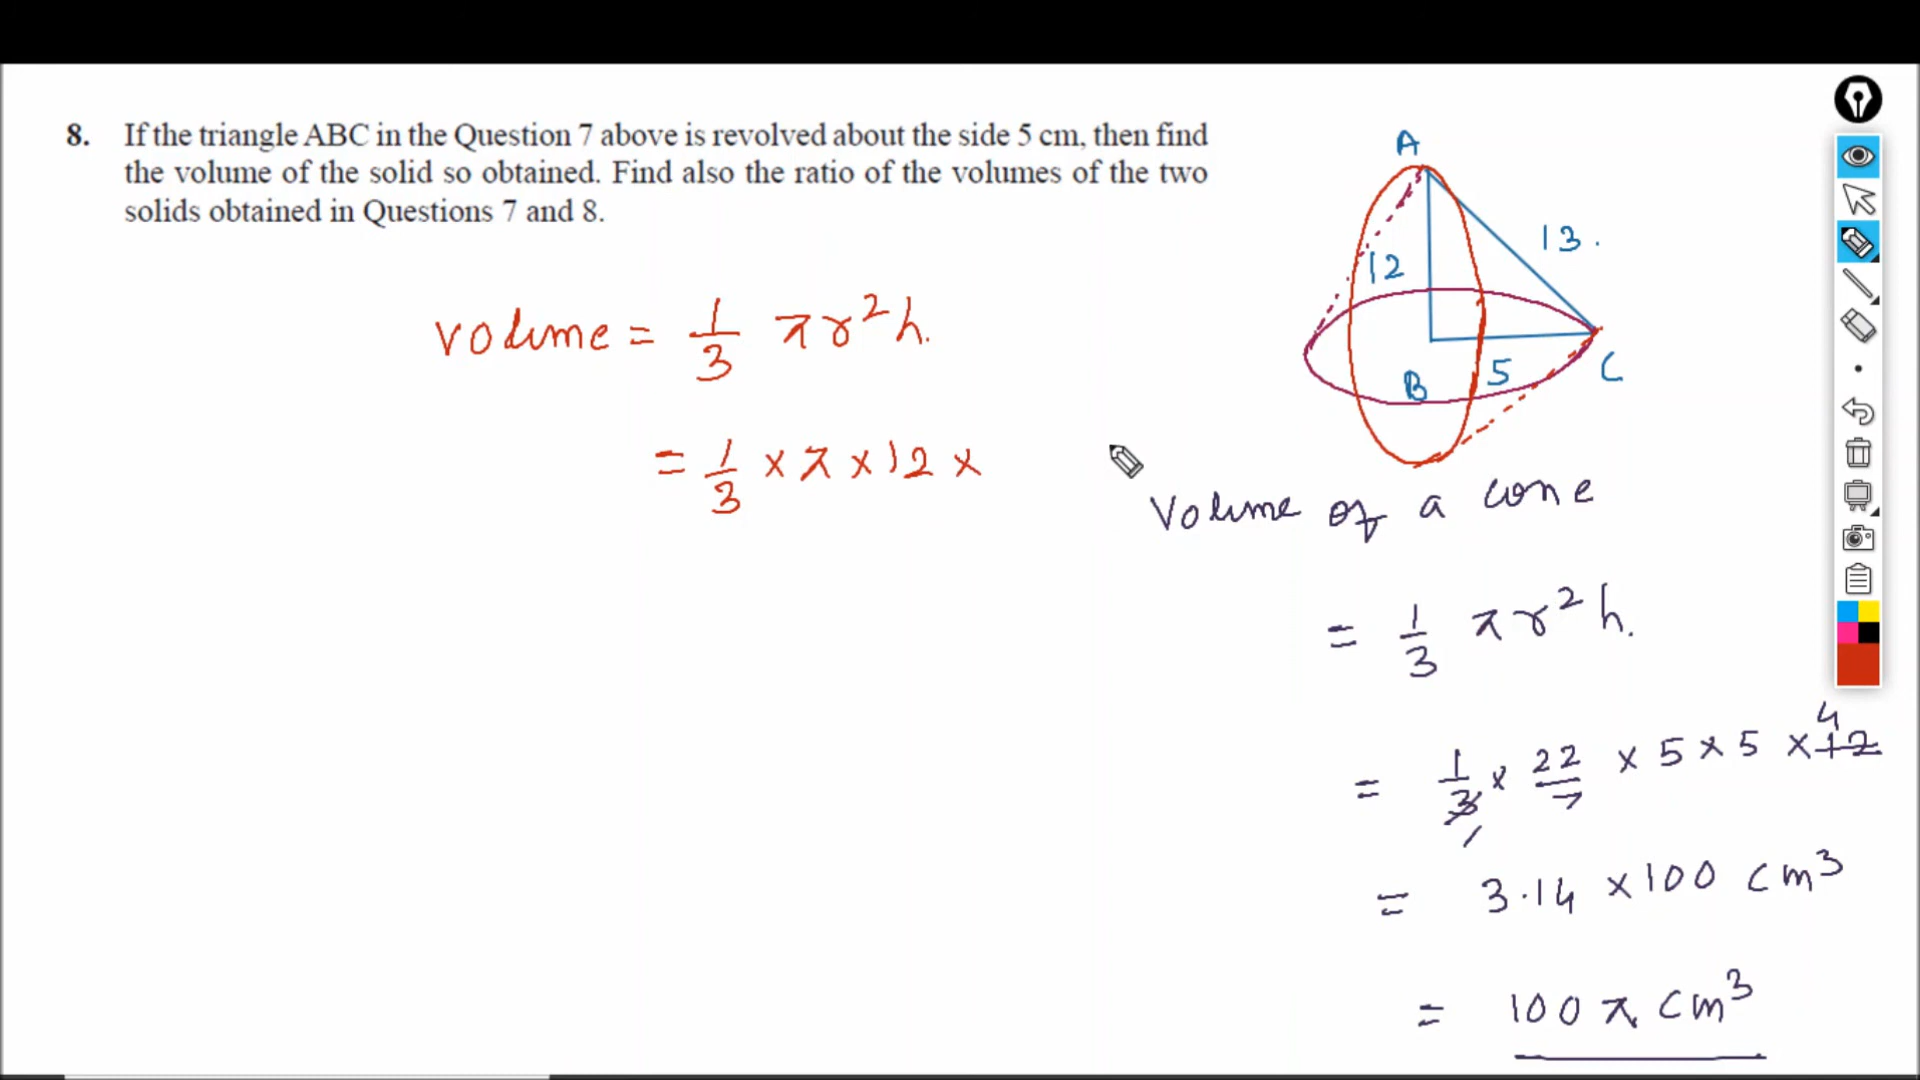 8. If the triangle ABC in the Question 7 above is revolved about the side 5 cm, then find
the volume of the solid so obtained. Find also the ratio of the volumes of the two
solids obtained in Questions 7 and 8.
Volume = 1/3 πr²h.
= 1/3 × π × 12 ×
A
12
13.
B
5
C
Volume of a cone
= 1/3 πr²h.
= 1/3 × 22/7 × 5 × 5 × 12
4
1
= 3.14 × 100 cm³
= 100 π cm³